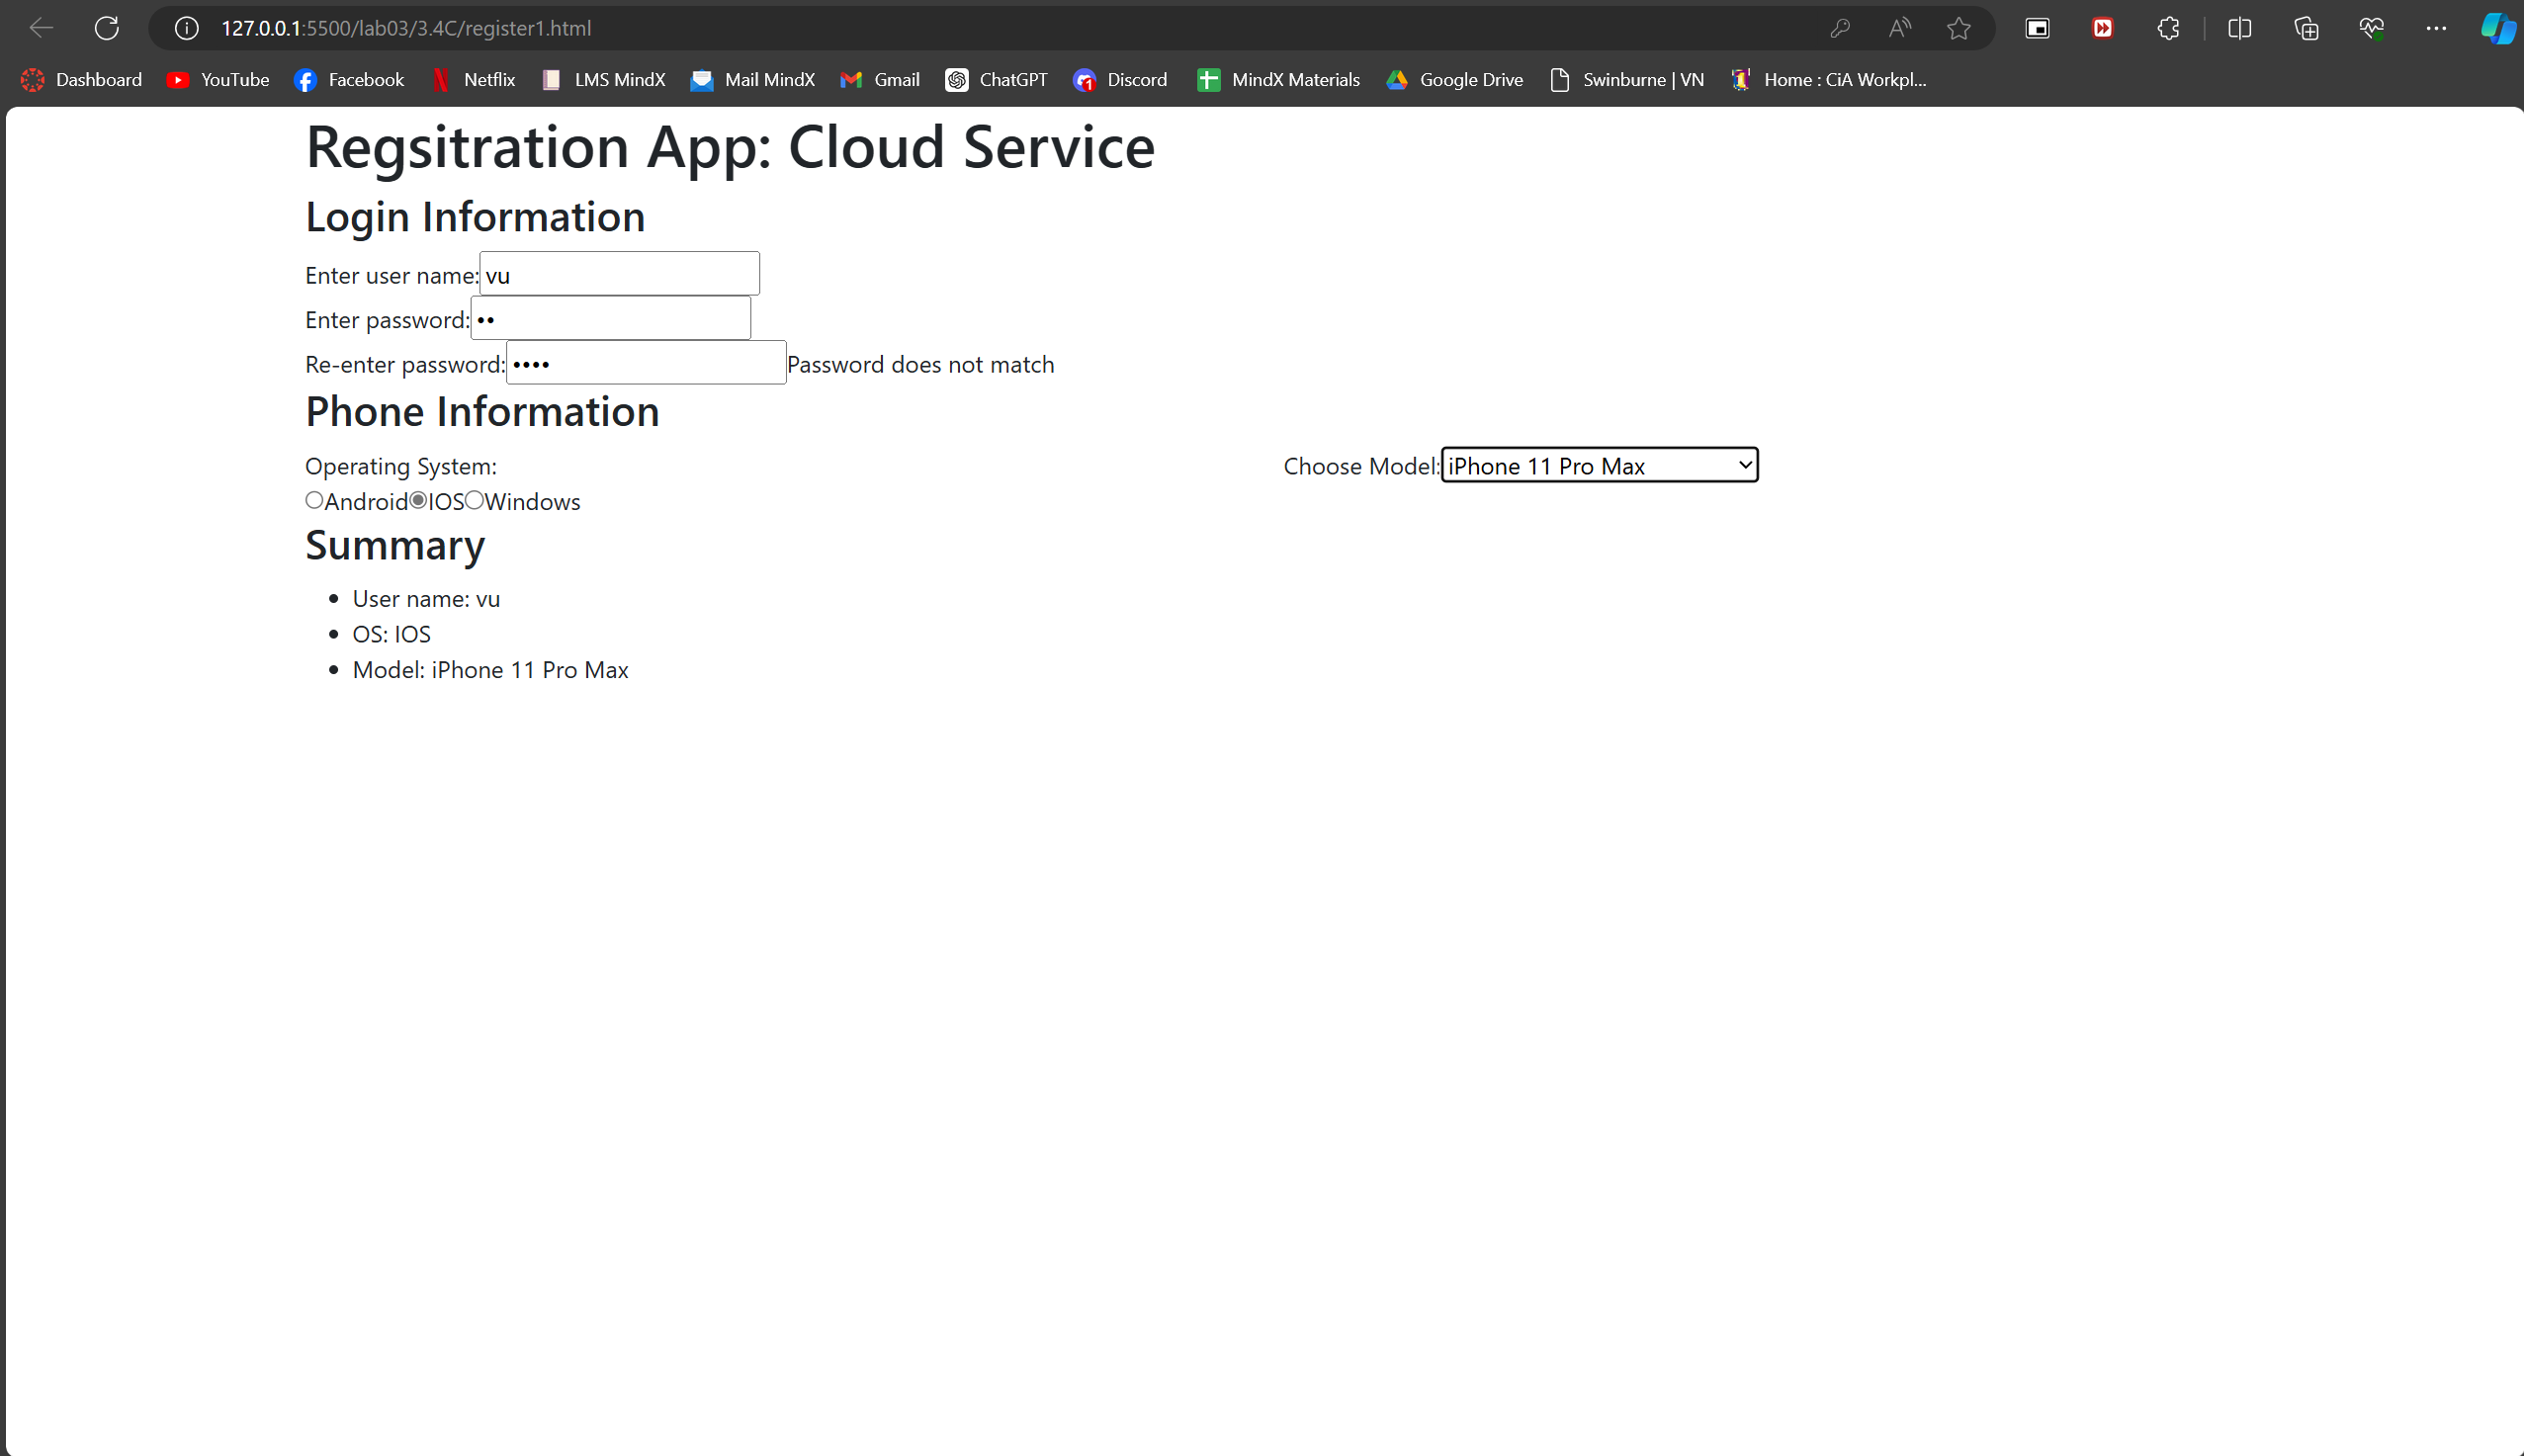 127.0.0.1:5500/lab03/3.4C/register1.html
Dashboard YouTube Facebook Netflix LMS MindX Mail MindX Gmail ChatGPT Discord MindX Materials Google Drive Swinburne | VN Home : CiA Workpl...
Regsitration App: Cloud Service
Login Information
Enter user name: vu
Enter password: ••
Re-enter password: •••• Password does not match
Phone Information
Operating System: Choose Model: iPhone 11 Pro Max
Android IOS Windows
Summary
• User name: vu
• OS: IOS
• Model: iPhone 11 Pro Max